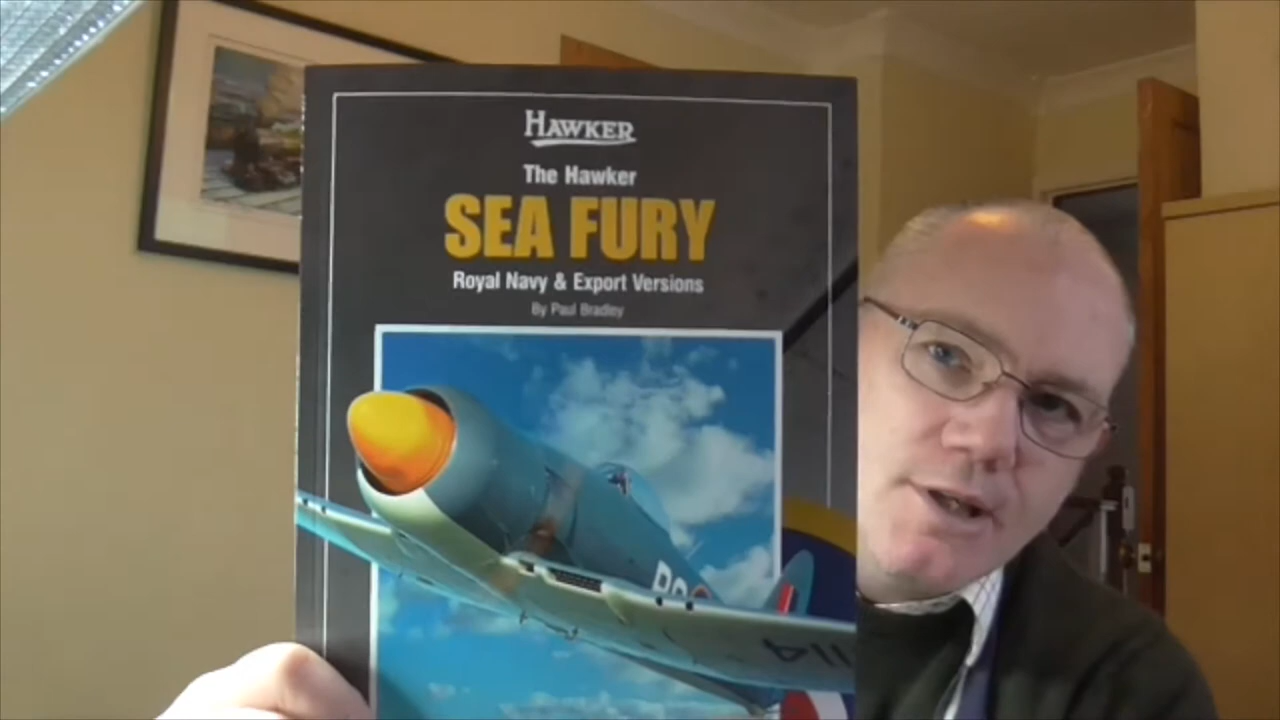 HAWKER
The Hawker
SEA FURY
Royal Navy & Export Versions
By Paul Bradley